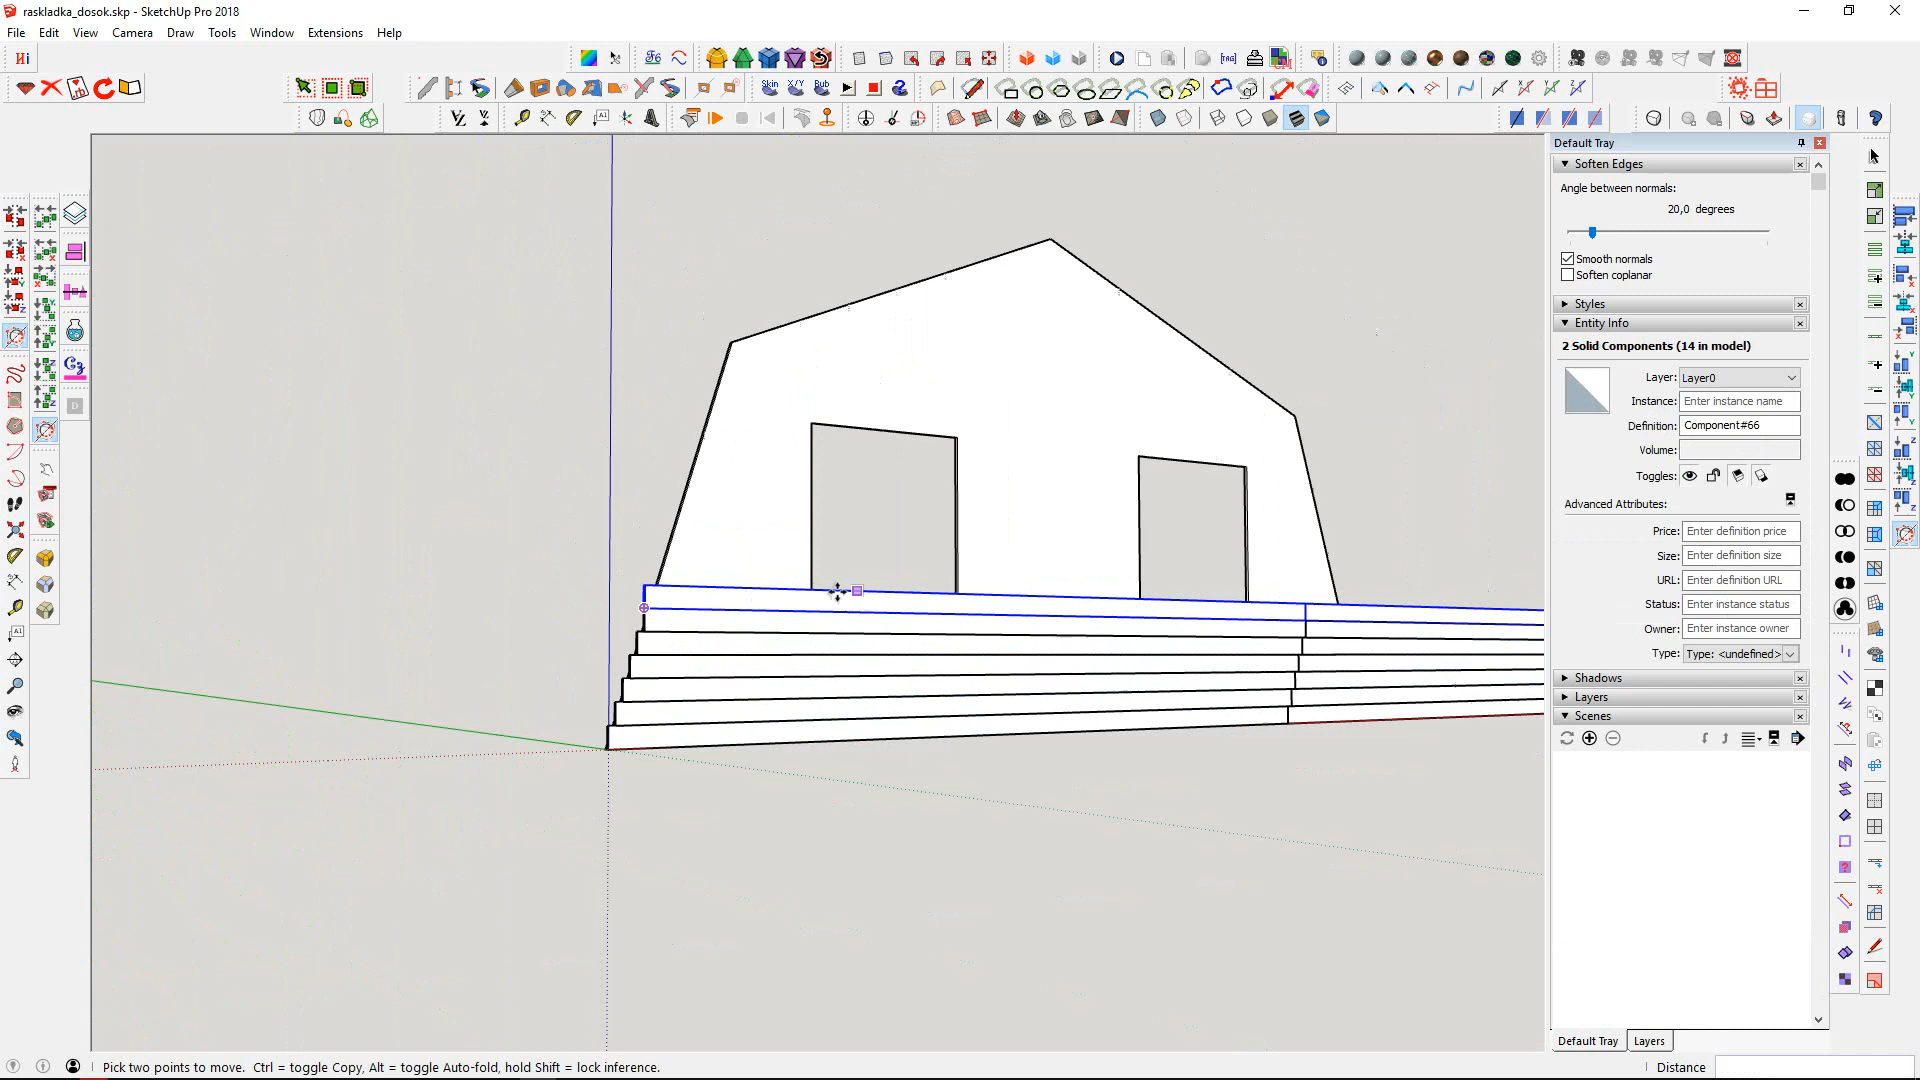 raskladka_dosok.skp - SketchUp Pro 2018
File Edit View Camera Draw Tools Window Extensions Help
Skin X/Y Bub
Default Tray
Soften Edges
Angle between normals:
20,0 degrees
Smooth normals
Soften coplanar
Styles
Entity Info
2 Solid Components (14 in model)
Layer: Layer0
Instance: Enter instance name
Definition: Component#66
Volume:
Toggles:
Advanced Attributes:
Price: Enter definition price
Size: Enter definition size
URL: Enter definition URL
Status: Enter instance status
Owner: Enter instance owner
Type: Type: <undefined>
Shadows
Layers
Scenes
Default Tray Layers
Pick two points to move. Ctrl = toggle Copy, Alt = toggle Auto-fold, hold Shift = lock inference.
Distance